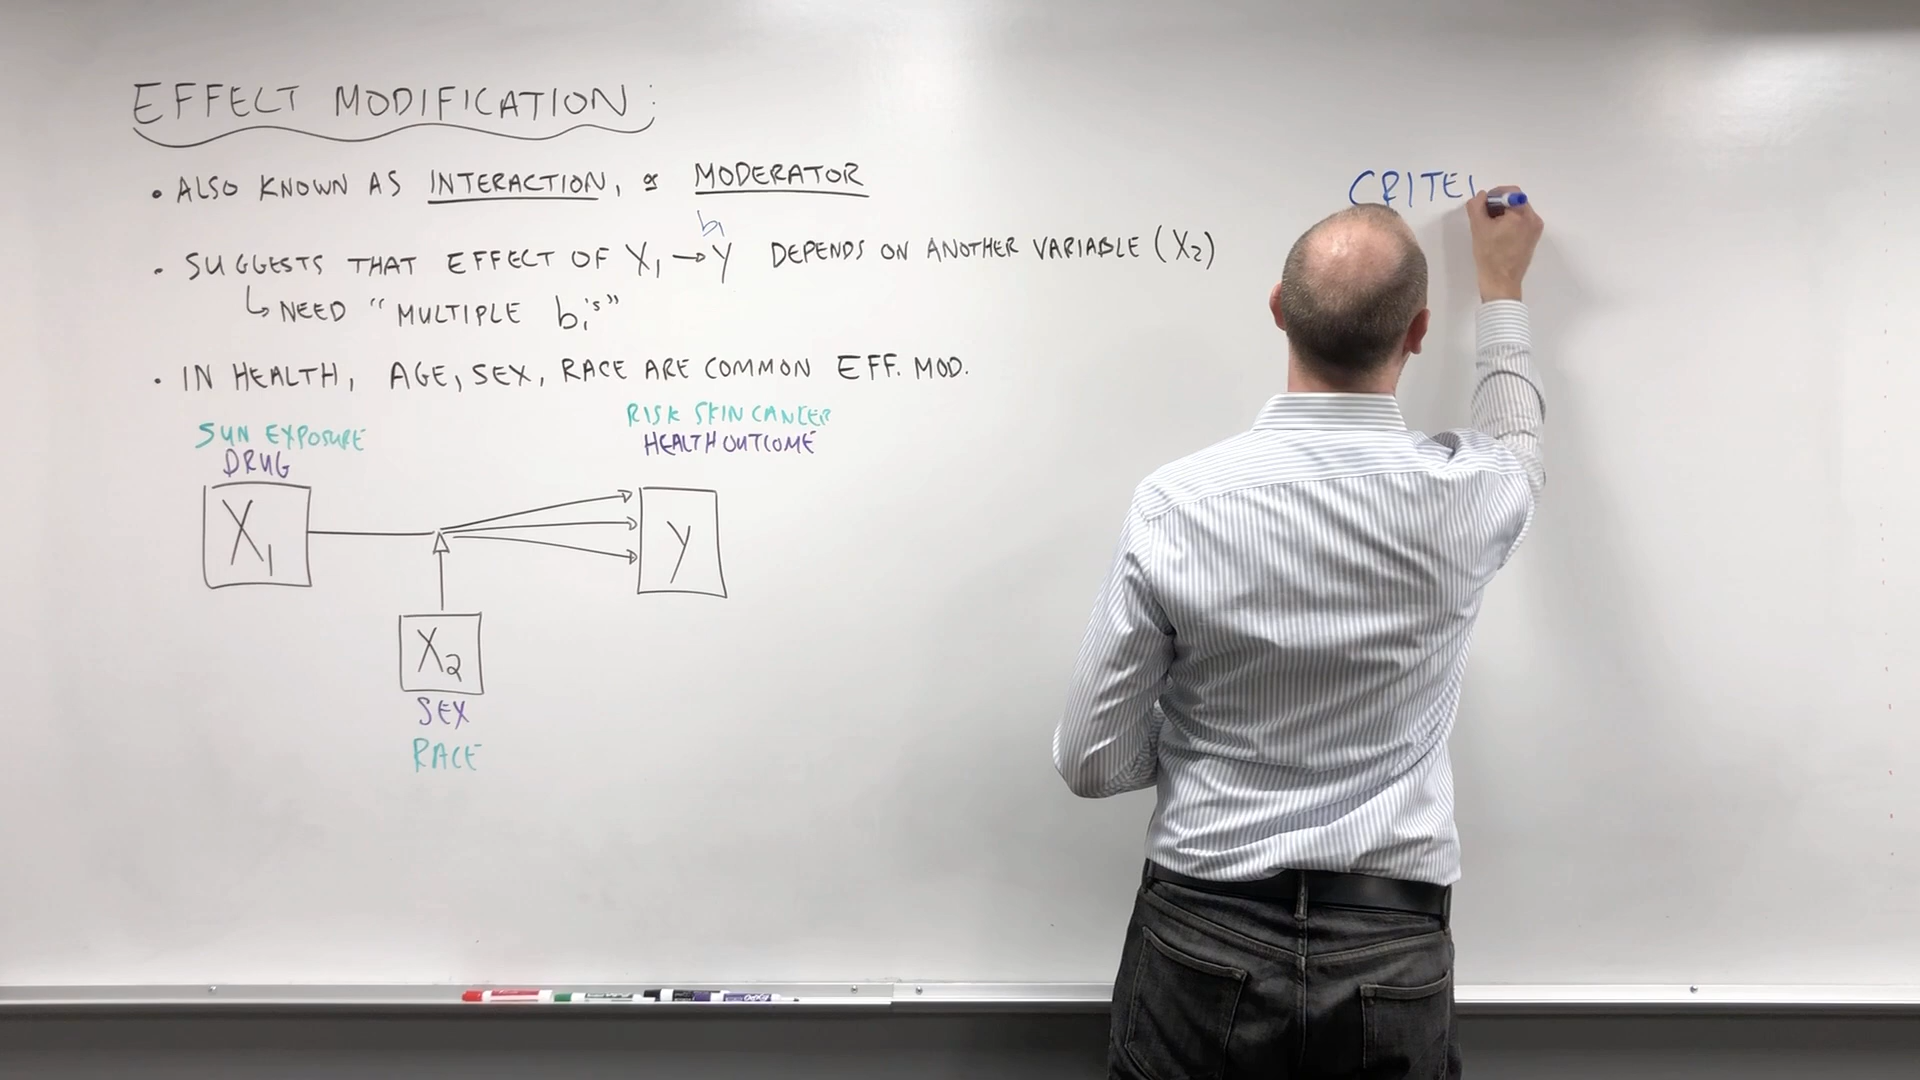 EFFECT MODIFICATION:
• ALSO KNOWN AS INTERACTION, OR MODERATOR
b1
• SUGGESTS THAT EFFECT OF X1 → Y DEPENDS ON ANOTHER VARIABLE (X2)
↳ NEED "MULTIPLE b1's"
• IN HEALTH, AGE, SEX, RACE ARE COMMON EFF. MOD.
SUN EXPOSURE
DRUG
RISK SKIN CANCER
HEALTH OUTCOME
X1
Y
X2
SEX
RACE
CRITE